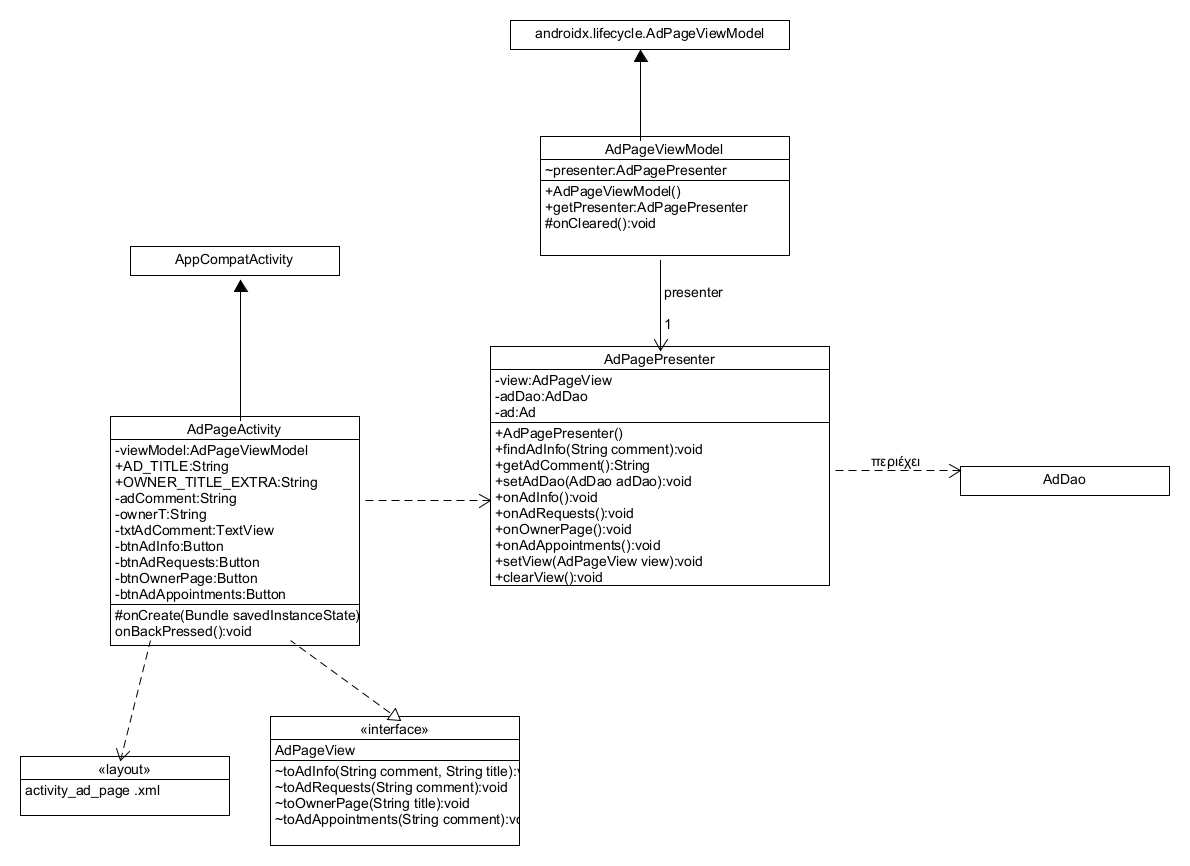 androidx.lifecycle.AdPageViewModel
AdPageViewModel
~presenter:AdPagePresenter
+AdPageViewModel()
+getPresenter:AdPagePresenter
#onCleared():void
AppCompatActivity
presenter
1
AdPagePresenter
-view:AdPageView
-adDao:AdDao
-ad:Ad
+AdPagePresenter()
+findAdInfo(String comment):void
+getAdComment():String
+setAdDao(AdDao adDao):void
+onAdInfo():void
+onAdRequests():void
+onOwnerPage():void
+onAdAppointments():void
+setView(AdPageView view):void
+clearView():void
περιέχει
AdDao
AdPageActivity
-viewModel:AdPageViewModel
+AD_TITLE:String
+OWNER_TITLE_EXTRA:String
-adComment:String
-ownerT:String
-txtAdComment:TextView
-btnAdInfo:Button
-btnAdRequests:Button
-btnOwnerPage:Button
-btnAdAppointments:Button
#onCreate(Bundle savedInstanceState)
onBackPressed():void
«interface»
AdPageView
~toAdInfo(String comment, String title):
~toAdRequests(String comment):void
~toOwnerPage(String title):void
~toAdAppointments(String comment):
«layout»
activity_ad_page .xml